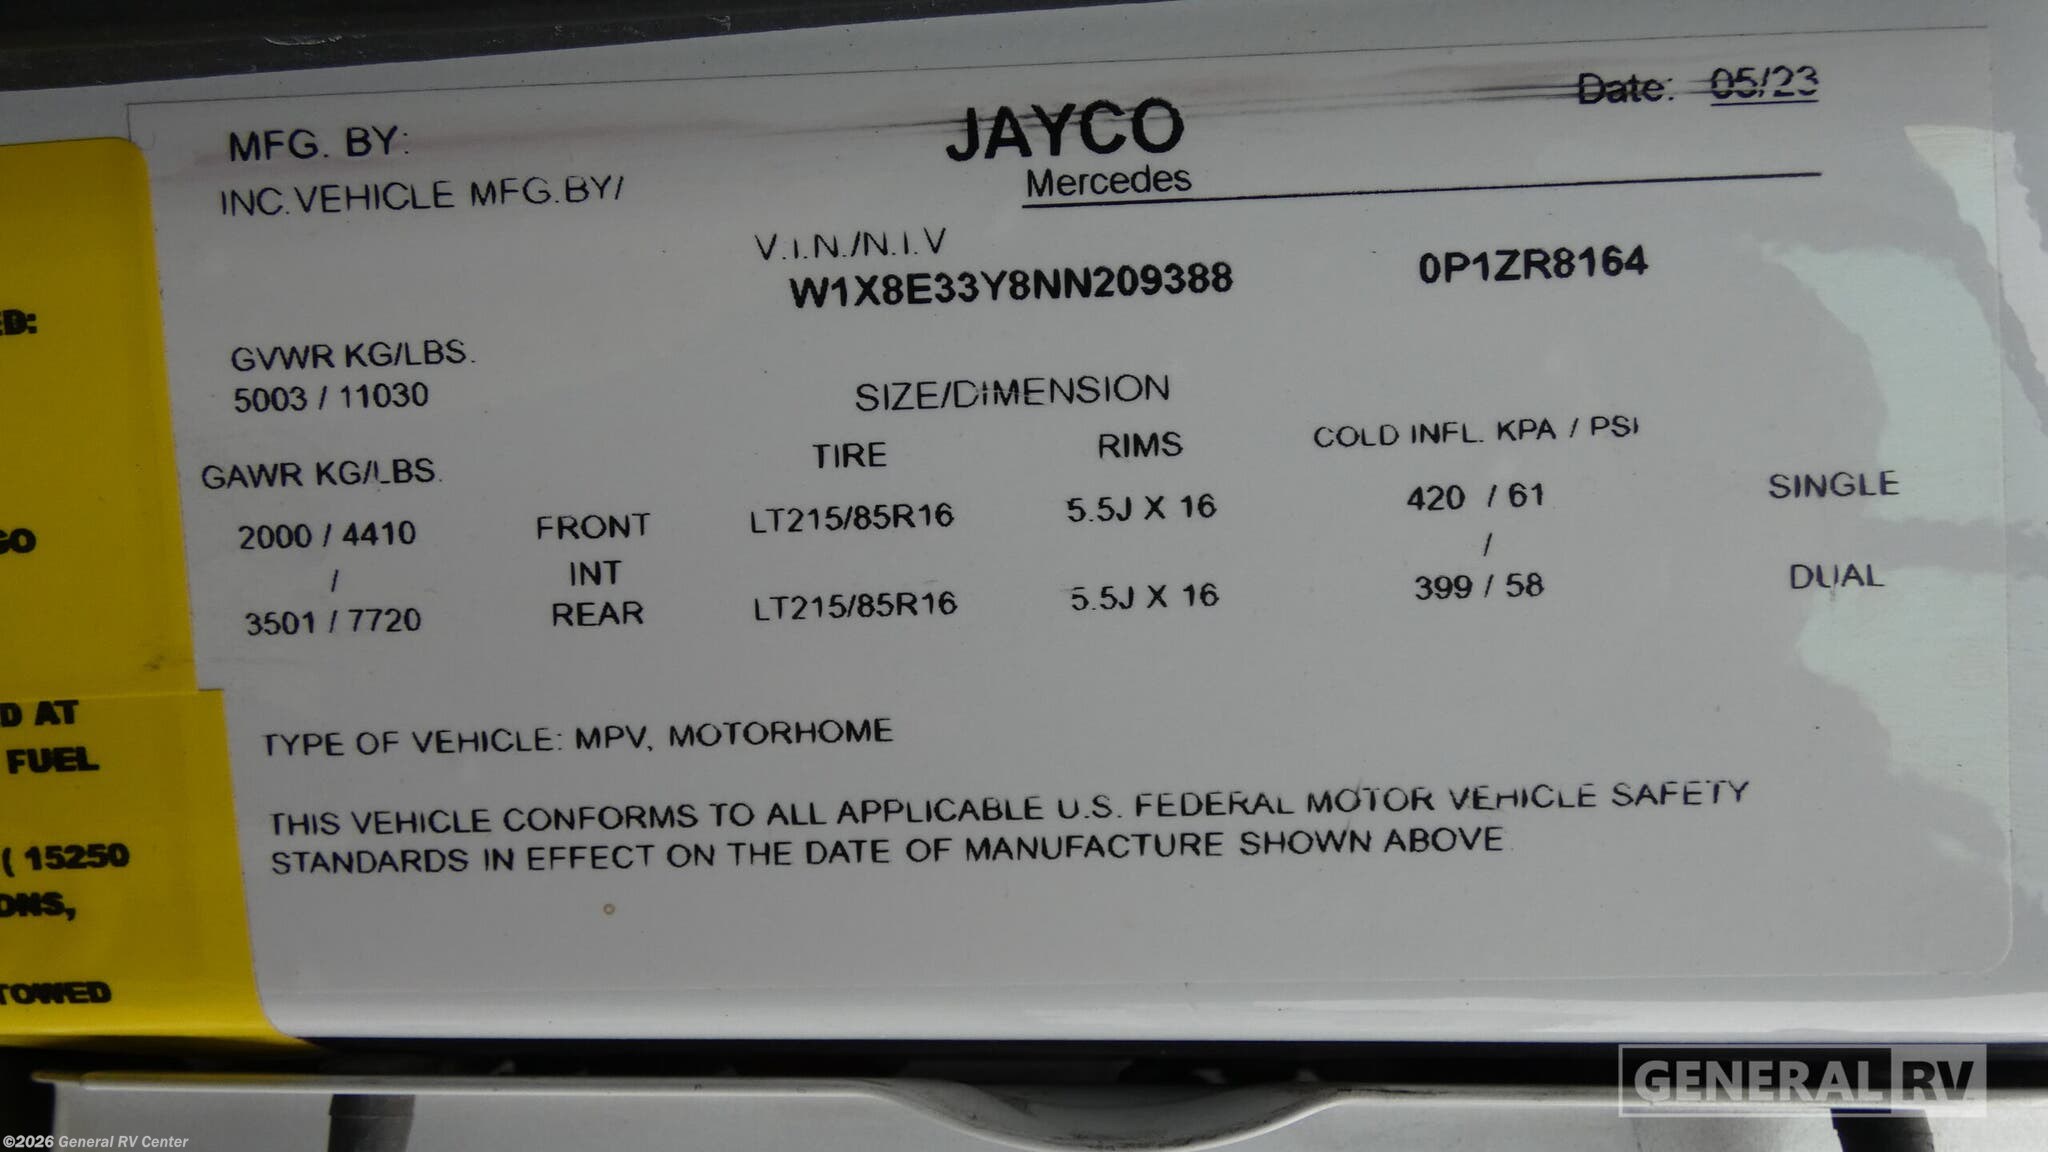 MFG. BY: JAYCO Date: 05/23
INC.VEHICLE MFG.BY/ Mercedes
V.I.N./N.I.V
W1X8E33Y8NN209388 0P1ZR8164
GVWR KG/LBS.
5003 / 11030
SIZE/DIMENSION
GAWR KG/LBS. TIRE RIMS COLD INFL. KPA / PSI
2000 / 4410 FRONT LT215/85R16 5.5J X 16 420 / 61 SINGLE
/ INT /
3501 / 7720 REAR LT215/85R16 5.5J X 16 399 / 58 DUAL
TYPE OF VEHICLE: MPV, MOTORHOME
THIS VEHICLE CONFORMS TO ALL APPLICABLE U.S. FEDERAL MOTOR VEHICLE SAFETY
STANDARDS IN EFFECT ON THE DATE OF MANUFACTURE SHOWN ABOVE
D AT
FUEL
( 15250
TOWED
GENERAL RV
©2026 General RV Center